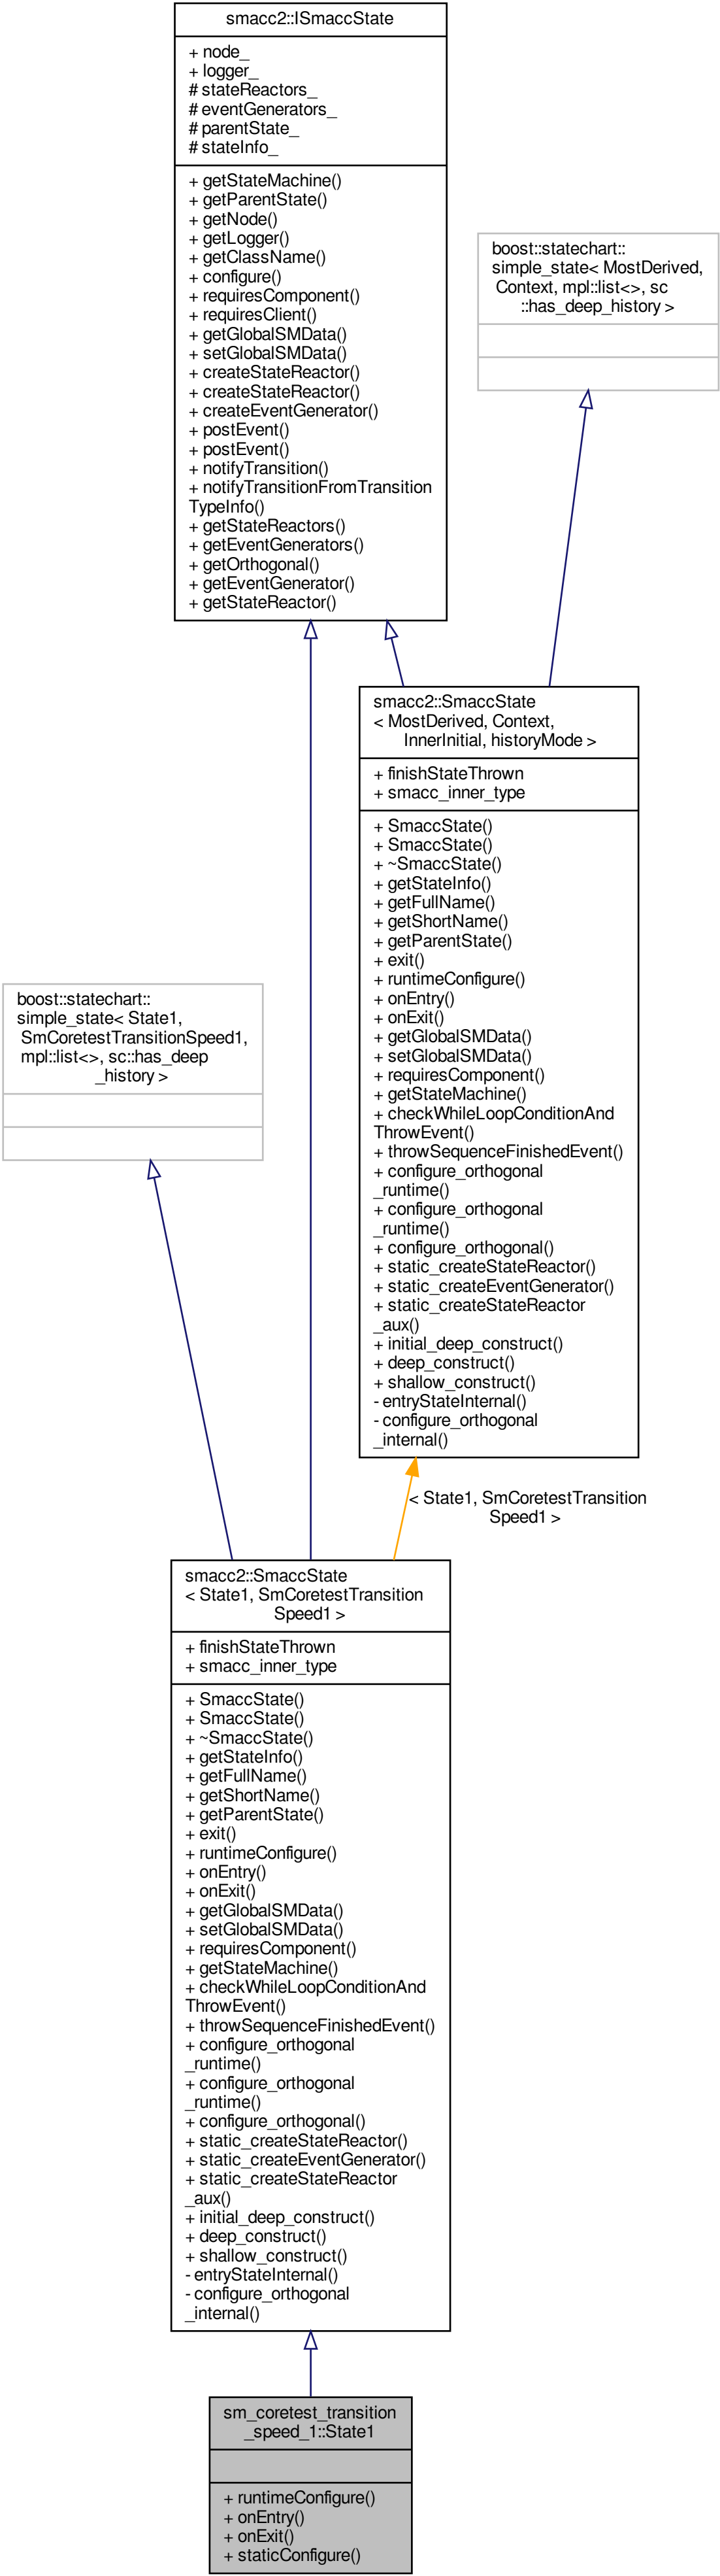 smacc2::ISmaccState
+ node_
+ logger_
# stateReactors_
# eventGenerators_
# parentState_
# stateInfo_
+ getStateMachine()
+ getParentState()
+ getNode()
+ getLogger()
+ getClassName()
+ configure()
+ requiresComponent()
+ requiresClient()
+ getGlobalSMData()
+ setGlobalSMData()
+ createStateReactor()
+ createStateReactor()
+ createEventGenerator()
+ postEvent()
+ postEvent()
+ notifyTransition()
+ notifyTransitionFromTransition
TypeInfo()
+ getStateReactors()
+ getEventGenerators()
+ getOrthogonal()
+ getEventGenerator()
+ getStateReactor()
boost::statechart::
simple_state< MostDerived,
Context, mpl::list<>, sc
::has_deep_history >
smacc2::SmaccState
< MostDerived, Context,
InnerInitial, historyMode >
+ finishStateThrown
+ smacc_inner_type
+ SmaccState()
+ SmaccState()
+ ~SmaccState()
+ getStateInfo()
+ getFullName()
+ getShortName()
+ getParentState()
+ exit()
+ runtimeConfigure()
+ onEntry()
+ onExit()
+ getGlobalSMData()
+ setGlobalSMData()
+ requiresComponent()
+ getStateMachine()
+ checkWhileLoopConditionAnd
ThrowEvent()
+ throwSequenceFinishedEvent()
+ configure_orthogonal
_runtime()
+ configure_orthogonal
_runtime()
+ configure_orthogonal()
+ static_createStateReactor()
+ static_createEventGenerator()
+ static_createStateReactor
_aux()
+ initial_deep_construct()
+ deep_construct()
+ shallow_construct()
- entryStateInternal()
- configure_orthogonal
_internal()
boost::statechart::
simple_state< State1,
SmCoretestTransitionSpeed1,
mpl::list<>, sc::has_deep
_history >
< State1, SmCoretestTransition
Speed1 >
smacc2::SmaccState
< State1, SmCoretestTransition
Speed1 >
+ finishStateThrown
+ smacc_inner_type
+ SmaccState()
+ SmaccState()
+ ~SmaccState()
+ getStateInfo()
+ getFullName()
+ getShortName()
+ getParentState()
+ exit()
+ runtimeConfigure()
+ onEntry()
+ onExit()
+ getGlobalSMData()
+ setGlobalSMData()
+ requiresComponent()
+ getStateMachine()
+ checkWhileLoopConditionAnd
ThrowEvent()
+ throwSequenceFinishedEvent()
+ configure_orthogonal
_runtime()
+ configure_orthogonal
_runtime()
+ configure_orthogonal()
+ static_createStateReactor()
+ static_createEventGenerator()
+ static_createStateReactor
_aux()
+ initial_deep_construct()
+ deep_construct()
+ shallow_construct()
- entryStateInternal()
- configure_orthogonal
_internal()
sm_coretest_transition
_speed_1::State1
+ runtimeConfigure()
+ onEntry()
+ onExit()
+ staticConfigure()